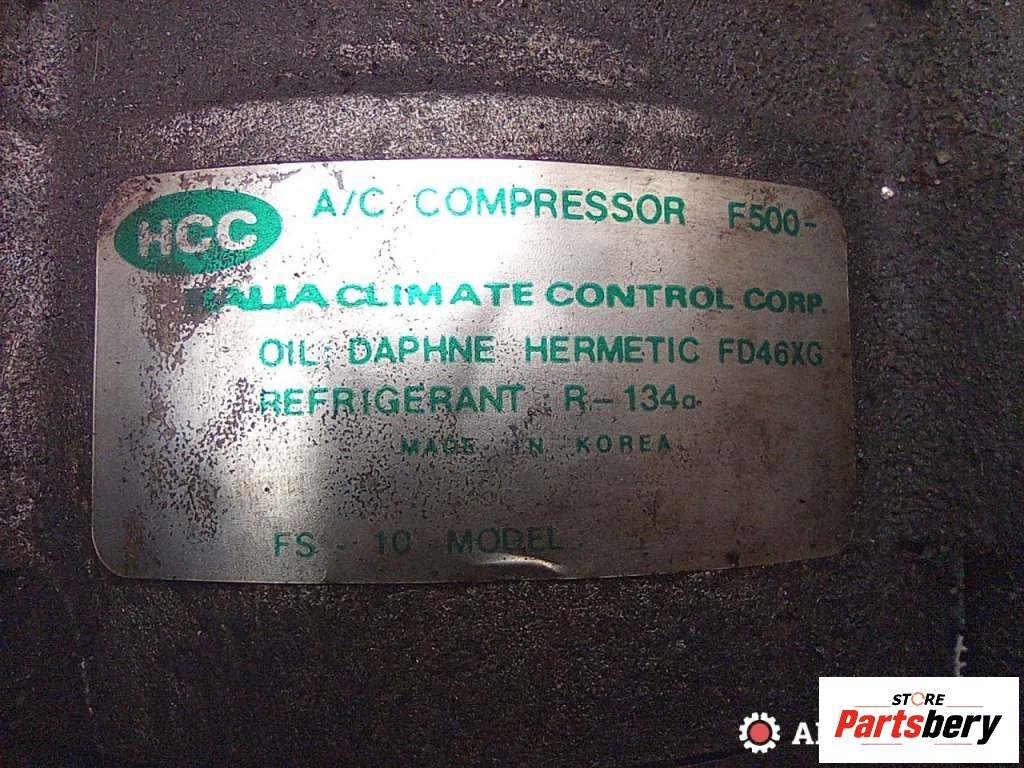 HCC
A/C COMPRESSOR F500-
HALLA CLIMATE CONTROL CORP.
OIL : DAPHNE HERMETIC FD46XG
REFRIGERANT : R-134a
MADE IN KOREA
FS-10 MODEL
STORE
Partsbery